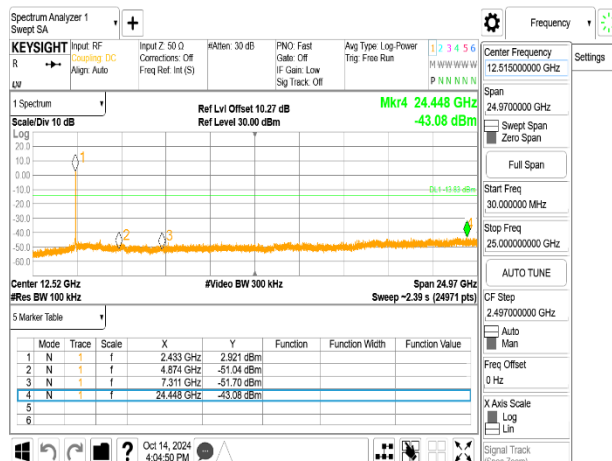 Spectrum Analyzer 1
Swept SA
Frequency
Settings
KEYSIGHT
R
Input: RF
Coupling: DC
Align: Auto
Input Z: 50 Ω
Corrections: Off
Freq Ref: Int (S)
#Atten: 30 dB
PNO: Fast
Gate: Off
IF Gain: Low
Sig Track: Off
Avg Type: Log-Power
Trig: Free Run
1 2 3 4 5 6
M W W W W W
P N N N N N
1 Spectrum
Scale/Div 10 dB
Ref Lvl Offset 10.27 dB
Ref Level 30.00 dBm
Mkr4 24.448 GHz
-43.08 dBm
Log
20.0
10.0
0.00
-10.0
-20.0
-30.0
-40.0
-50.0
-60.0
1
2
3
Center 12.52 GHz
#Res BW 100 kHz
#Video BW 300 kHz
Span 24.97 GHz
Sweep ~2.39 s (24971 pts)
5 Marker Table
Mode Trace Scale X Y Function Function Width Function Value
1 N 1 f 2.433 GHz 2.921 dBm
2 N 1 f 4.874 GHz -51.04 dBm
3 N 1 f 7.311 GHz -51.70 dBm
4 N 1 f 24.448 GHz -43.08 dBm
5
6
Oct 14, 2024
4:04:50 PM
Center Frequency
12.515000000 GHz
Span
24.9700000 GHz
Swept Span
Zero Span
Full Span
Start Freq
30.000000 MHz
Stop Freq
25.000000000 GHz
AUTO TUNE
CF Step
2.497000000 GHz
Auto
Man
Freq Offset
0 Hz
X Axis Scale
Log
Lin
Signal Track